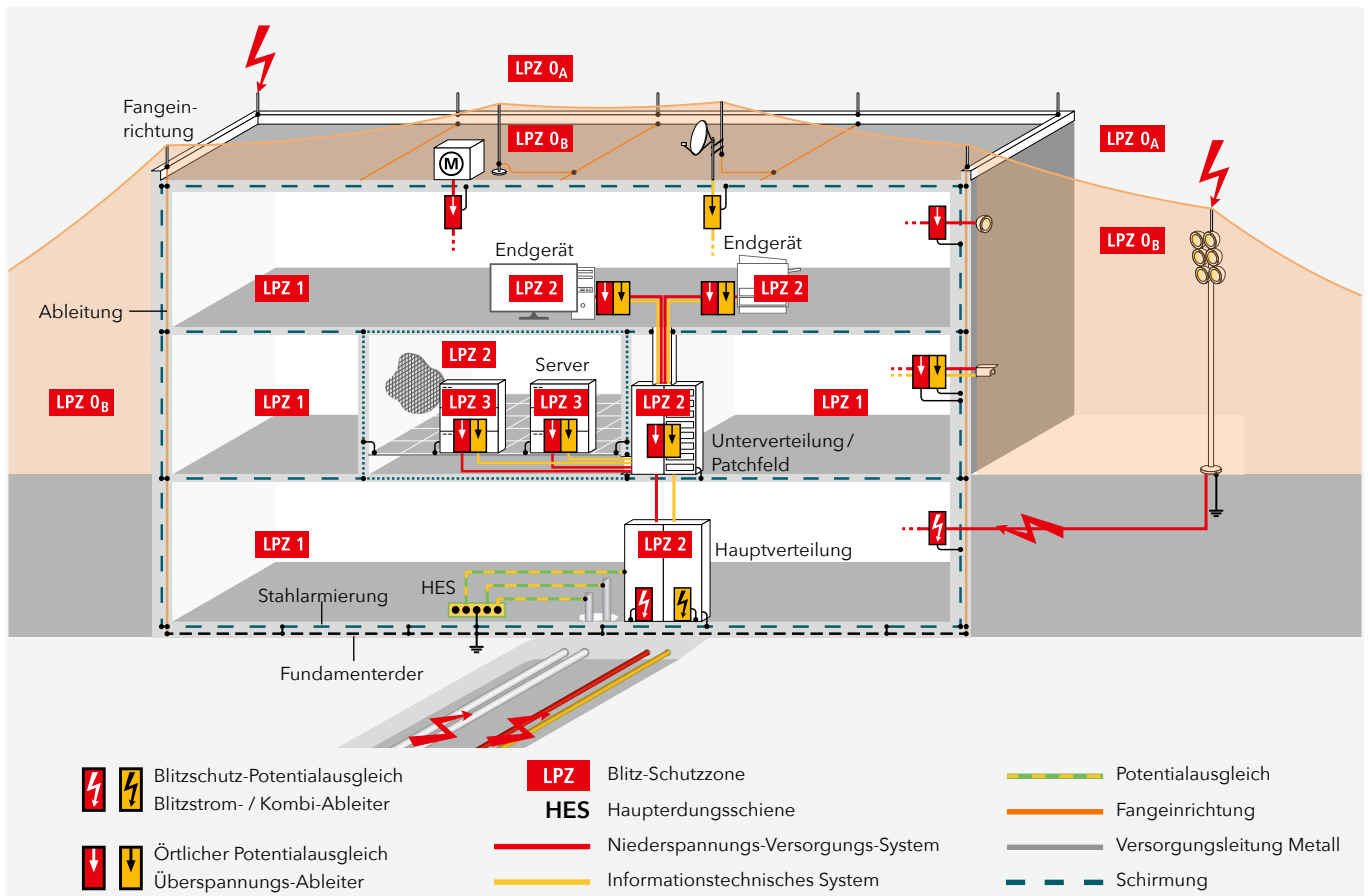 LPZ 0A
Fangein-
richtung
LPZ 0B
M
LPZ 0A
LPZ 0B
Endgerät
Endgerät
LPZ 1
LPZ 2
LPZ 2
Ableitung
LPZ 2
Server
LPZ 0B
LPZ 1
LPZ 3
LPZ 3
LPZ 2
LPZ 1
Unterverteilung /
Patchfeld
LPZ 1
LPZ 2
Hauptverteilung
HES
Stahlarmierung
Fundamenterder
Blitzschutz-Potentialausgleich
Blitzstrom- / Kombi-Ableiter
Örtlicher Potentialausgleich
Überspannungs-Ableiter
LPZ Blitz-Schutzzone
HES Haupterdungsschiene
Niederspannungs-Versorgungs-System
Informationstechnisches System
Potentialausgleich
Fangeinrichtung
Versorgungsleitung Metall
Schirmung